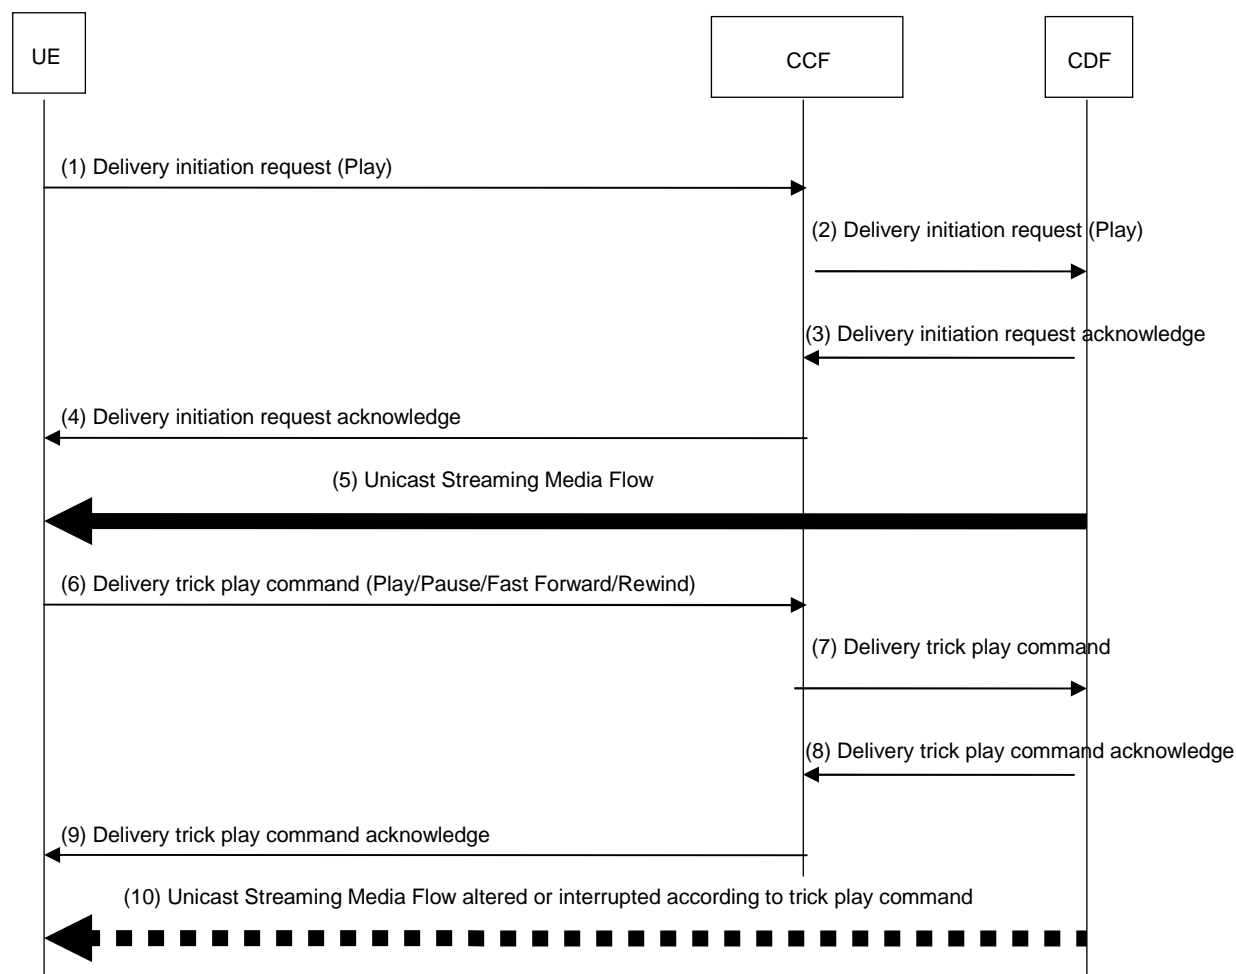 UE
CCF
CDF
(1) Delivery initiation request (Play)
(2) Delivery initiation request (Play)
(3) Delivery initiation request acknowledge
(4) Delivery initiation request acknowledge
(5) Unicast Streaming Media Flow
(6) Delivery trick play command (Play/Pause/Fast Forward/Rewind)
(7) Delivery trick play command
(8) Delivery trick play command acknowledge
(9) Delivery trick play command acknowledge
(10) Unicast Streaming Media Flow altered or interrupted according to trick play command